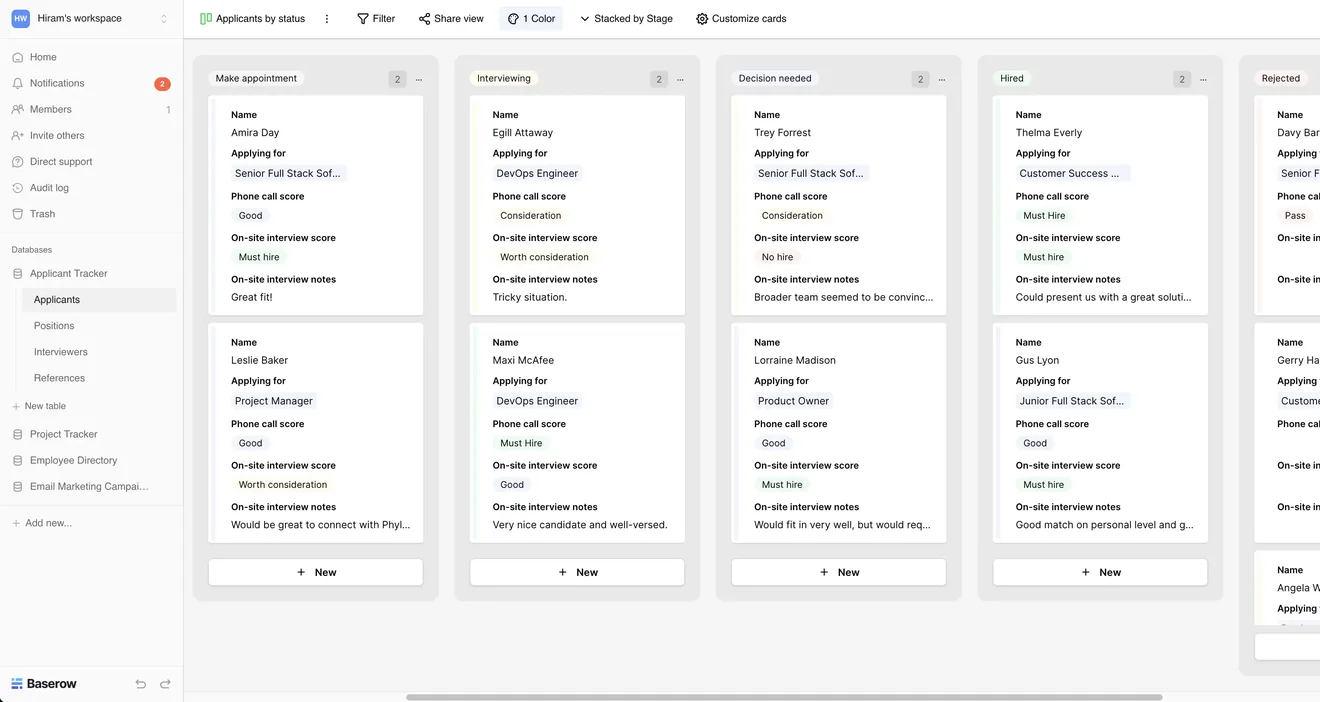 HW Hiram's workspace
Home
Notifications 2
Members 1
Invite others
Direct support
Audit log
Trash
Databases
Applicant Tracker
Applicants
Positions
Interviewers
References
+ New table
Project Tracker
Employee Directory
Email Marketing Campai...
+ Add new...
Baserow
Applicants by status Filter Share view 1 Color Stacked by Stage Customize cards
Make appointment 2 ...
Name
Amira Day
Applying for
Senior Full Stack Sof...
Phone call score
Good
On-site interview score
Must hire
On-site interview notes
Great fit!
Name
Leslie Baker
Applying for
Project Manager
Phone call score
Good
On-site interview score
Worth consideration
On-site interview notes
Would be great to connect with Phyl...
+ New
Interviewing 2 ...
Name
Egill Attaway
Applying for
DevOps Engineer
Phone call score
Consideration
On-site interview score
Worth consideration
On-site interview notes
Tricky situation.
Name
Maxi McAfee
Applying for
DevOps Engineer
Phone call score
Must Hire
On-site interview score
Good
On-site interview notes
Very nice candidate and well-versed.
+ New
Decision needed 2 ...
Name
Trey Forrest
Applying for
Senior Full Stack Sof...
Phone call score
Consideration
On-site interview score
No hire
On-site interview notes
Broader team seemed to be convinc...
Name
Lorraine Madison
Applying for
Product Owner
Phone call score
Good
On-site interview score
Must hire
On-site interview notes
Would fit in very well, but would req...
+ New
Hired 2 ...
Name
Thelma Everly
Applying for
Customer Success ...
Phone call score
Must Hire
On-site interview score
Must hire
On-site interview notes
Could present us with a great soluti...
Name
Gus Lyon
Applying for
Junior Full Stack Sof...
Phone call score
Good
On-site interview score
Must hire
On-site interview notes
Good match on personal level and g...
+ New
Rejected
Name
Davy Bar
Applying
Senior F
Phone cal
Pass
On-site in
On-site in
Name
Gerry Ha
Applying
Custome
Phone cal
On-site in
On-site in
Name
Angela W
Applying